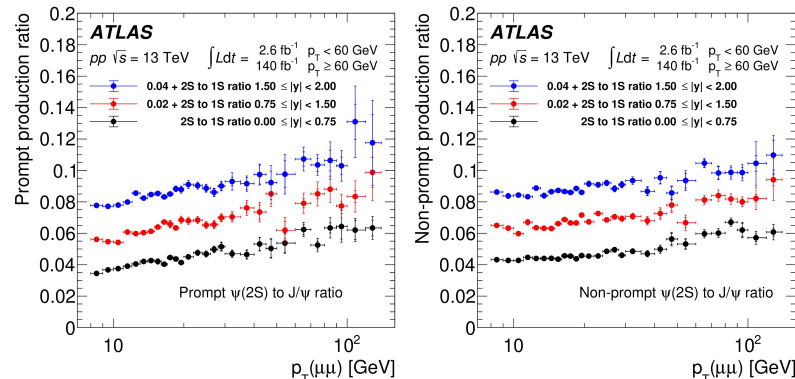 ATLAS
pp √s = 13 TeV ∫Ldt = 2.6 fb⁻¹ p_T < 60 GeV
140 fb⁻¹ p_T ≥ 60 GeV
0.04 + 2S to 1S ratio 1.50 ≤ |y| < 2.00
0.02 + 2S to 1S ratio 0.75 ≤ |y| < 1.50
2S to 1S ratio 0.00 ≤ |y| < 0.75
Prompt production ratio
0.2
0.18
0.16
0.14
0.12
0.1
0.08
0.06
0.04
0.02
0
Prompt ψ(2S) to J/ψ ratio
10
10²
p_T(μμ) [GeV]
ATLAS
pp √s = 13 TeV ∫Ldt = 2.6 fb⁻¹ p_T < 60 GeV
140 fb⁻¹ p_T ≥ 60 GeV
0.04 + 2S to 1S ratio 1.50 ≤ |y| < 2.00
0.02 + 2S to 1S ratio 0.75 ≤ |y| < 1.50
2S to 1S ratio 0.00 ≤ |y| < 0.75
Non-prompt production ratio
0.2
0.18
0.16
0.14
0.12
0.1
0.08
0.06
0.04
0.02
0
Non-prompt ψ(2S) to J/ψ ratio
10
10²
p_T(μμ) [GeV]